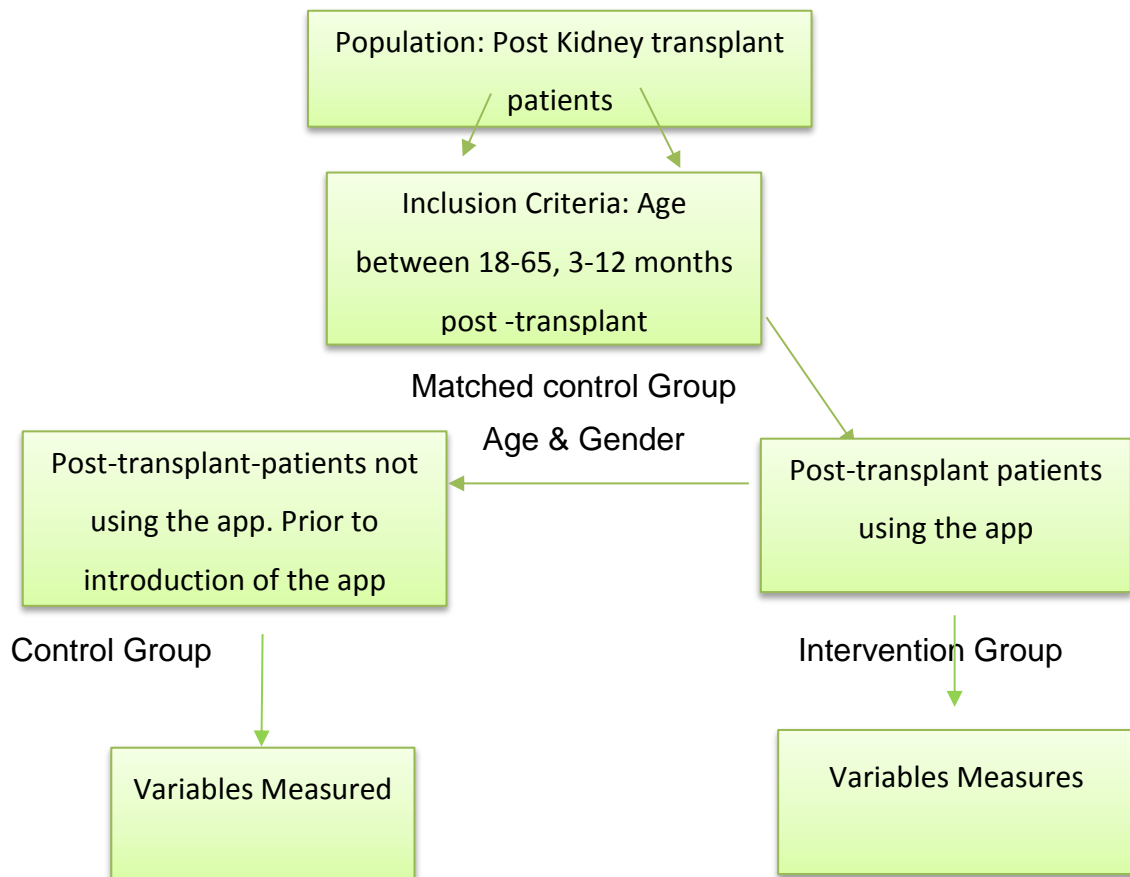 Population: Post Kidney transplant
patients
Inclusion Criteria: Age
between 18-65, 3-12 months
post -transplant
Matched control Group
Age & Gender
Post-transplant-patients not
using the app. Prior to
introduction of the app
Post-transplant patients
using the app
Control Group
Intervention Group
Variables Measured
Variables Measures